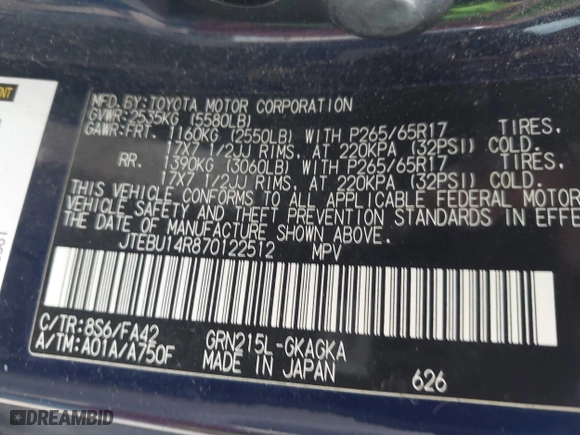 MFD.BY:TOYOTA MOTOR CORPORATION
GVWR:2535KG (5580LB)
GAWR:FRT. 1160KG (2550LB) WITH P265/65R17 TIRES,
17X7 1/2JJ RIMS, AT 220KPA (32PSI) COLD.
RR. 1390KG (3060LB) WITH P265/65R17 TIRES,
17X7 1/2JJ RIMS, AT 220KPA (32PSI) COLD.
THIS VEHICLE CONFORMS TO ALL APPLICABLE FEDERAL
VEHICLE SAFETY AND THEFT PREVENTION STANDARDS IN EFFE
THE DATE OF MANUFACTURE SHOWN ABOVE.
JTEBU14R870122512 MPV
C/TR:8S6/FA42
A/TM:A01A/A750F
GRN215L-GKAGKA
MADE IN JAPAN
626
DREAMBID